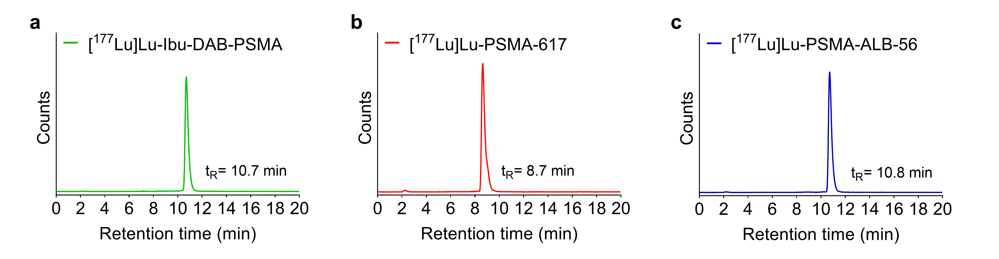 a
[177Lu]Lu-Ibu-DAB-PSMA
Counts
tR= 10.7 min
0 2 4 6 8 10 12 14 16 18 20
Retention time (min)
b
[177Lu]Lu-PSMA-617
Counts
tR= 8.7 min
0 2 4 6 8 10 12 14 16 18 20
Retention time (min)
c
[177Lu]Lu-PSMA-ALB-56
Counts
tR= 10.8 min
0 2 4 6 8 10 12 14 16 18 20
Retention time (min)